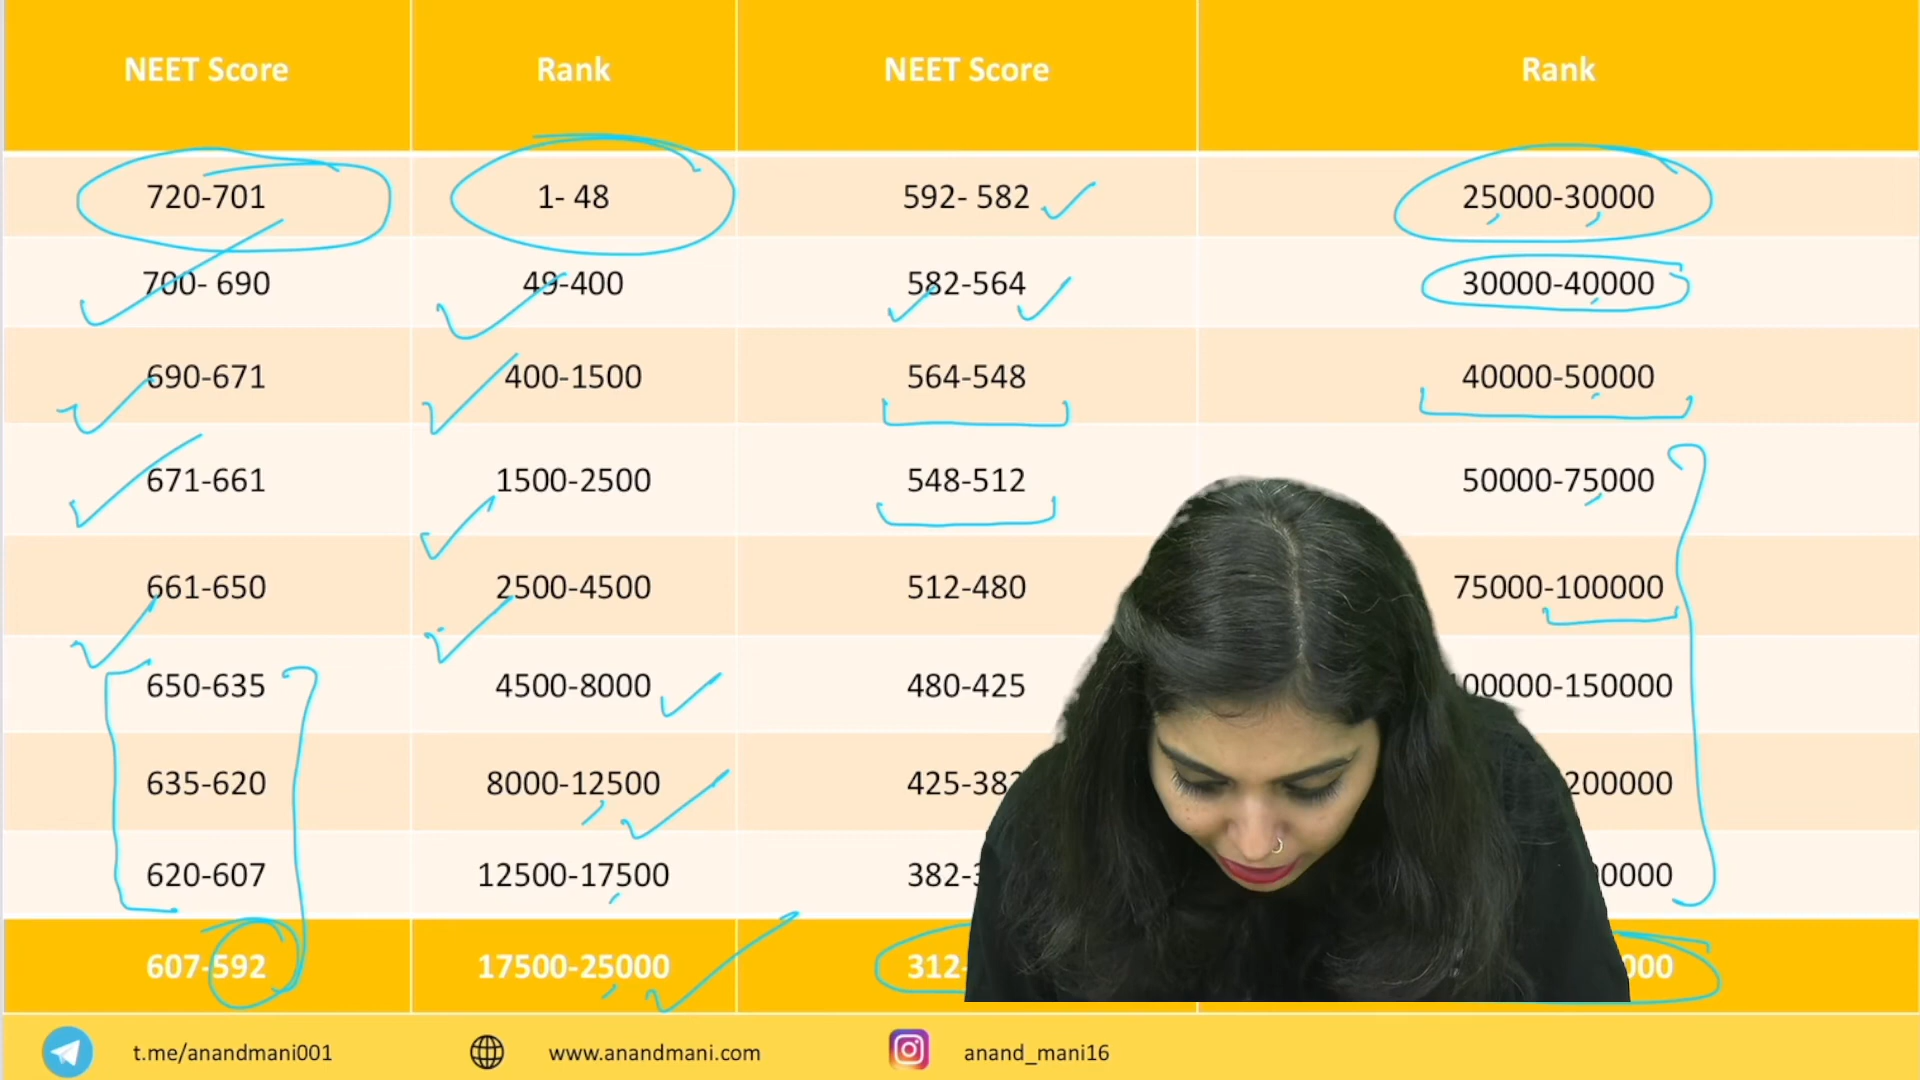 NEET Score Rank NEET Score Rank
720-701 1- 48 592- 582 25000-30000
700- 690 49-400 582-564 30000-40000
690-671 400-1500 564-548 40000-50000
671-661 1500-2500 548-512 50000-75000
661-650 2500-4500 512-480 75000-100000
650-635 4500-8000 480-425
635-620 8000-12500
620-607 12500-17500
607-592 17500-25000
t.me/anandmani001 www.anandmani.com anand_mani16